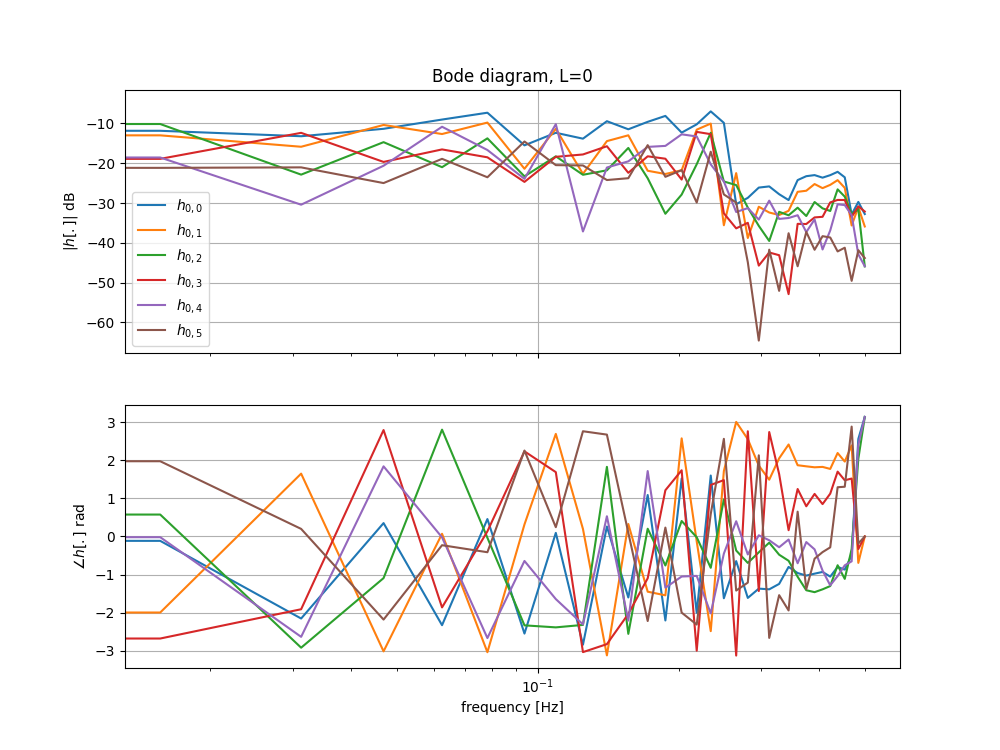 Bode diagram, L=0
|h[.]| dB
−10
−20
−30
−40
−50
−60
h0,0
h0,1
h0,2
h0,3
h0,4
h0,5
∠h[.] rad
3
2
1
0
−1
−2
−3
10−1
frequency [Hz]